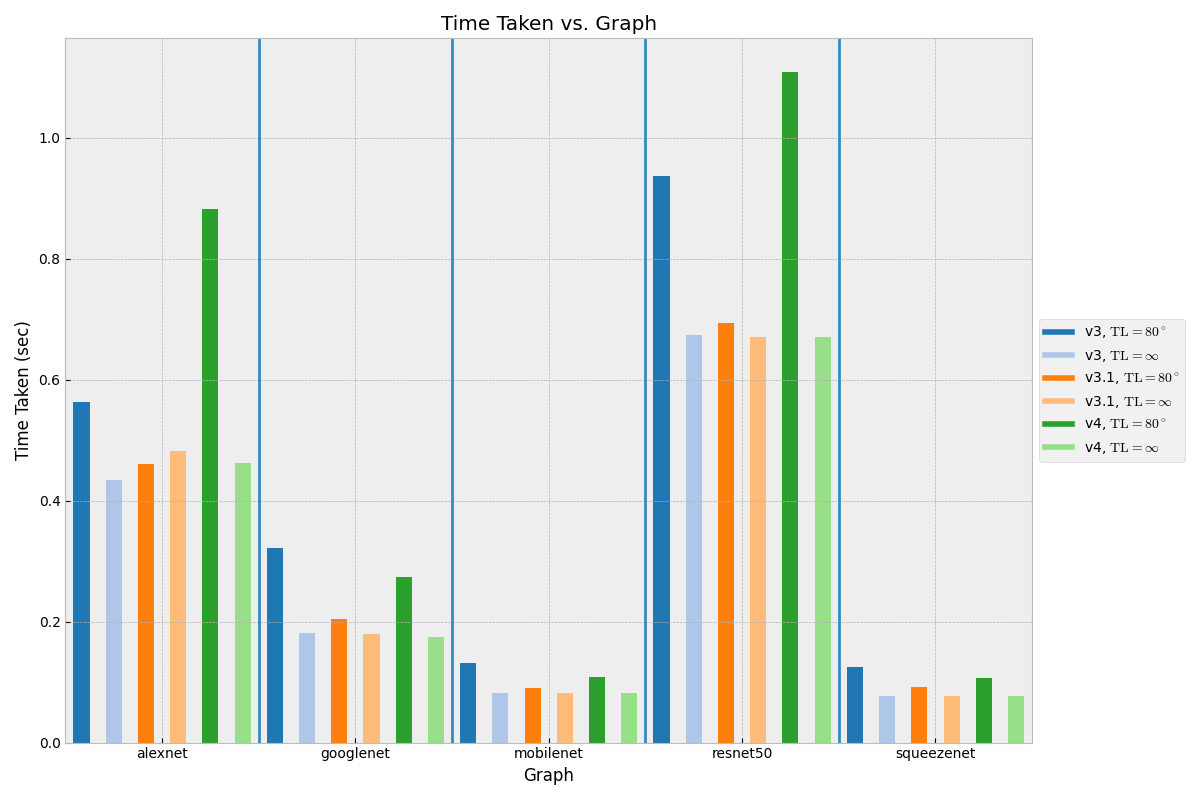 Time Taken vs. Graph
Time Taken (sec)
1.0
0.8
0.6
0.4
0.2
0.0
alexnet googlenet mobilenet resnet50 squeezenet
Graph
v3, TL = 80°
v3, TL = ∞
v3.1, TL = 80°
v3.1, TL = ∞
v4, TL = 80°
v4, TL = ∞